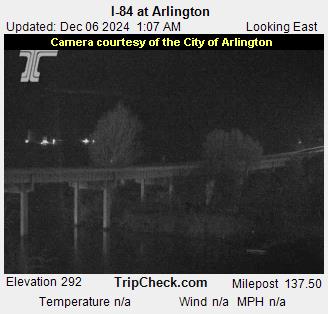 I-84 at Arlington
Updated: Dec 06 2024 1:07 AM Looking East
Camera courtesy of the City of Arlington
Elevation 292 TripCheck.com Milepost 137.50
Temperature n/a Wind n/a MPH n/a